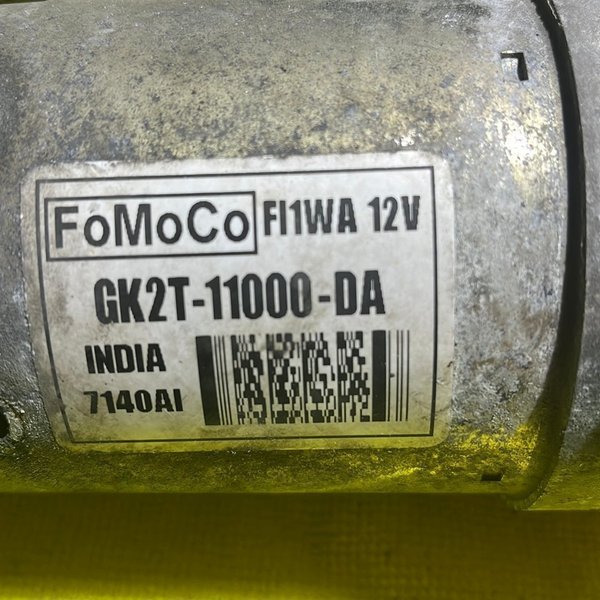 FoMoCo FI1WA 12V
GK2T-11000-DA
INDIA
7140AI